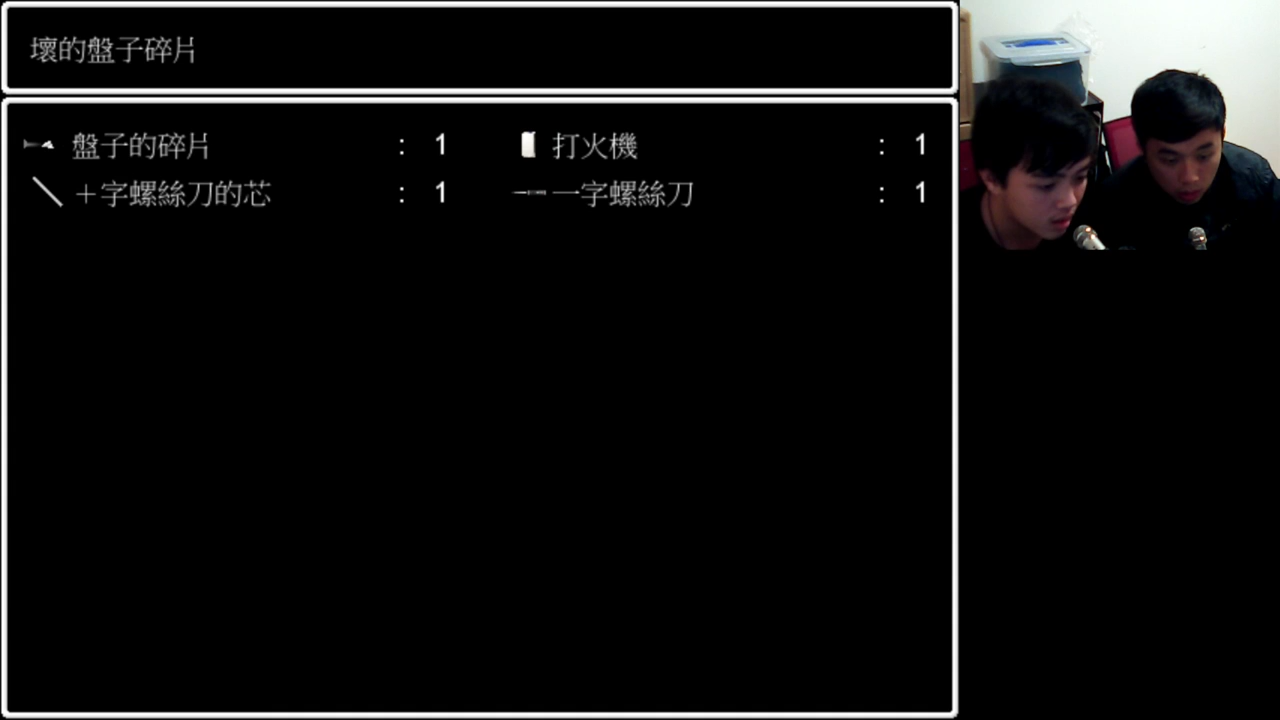 壞的盤子碎片
盤子的碎片 : 1 打火機 : 1
＋字螺絲刀的芯 : 1 一字螺絲刀 : 1